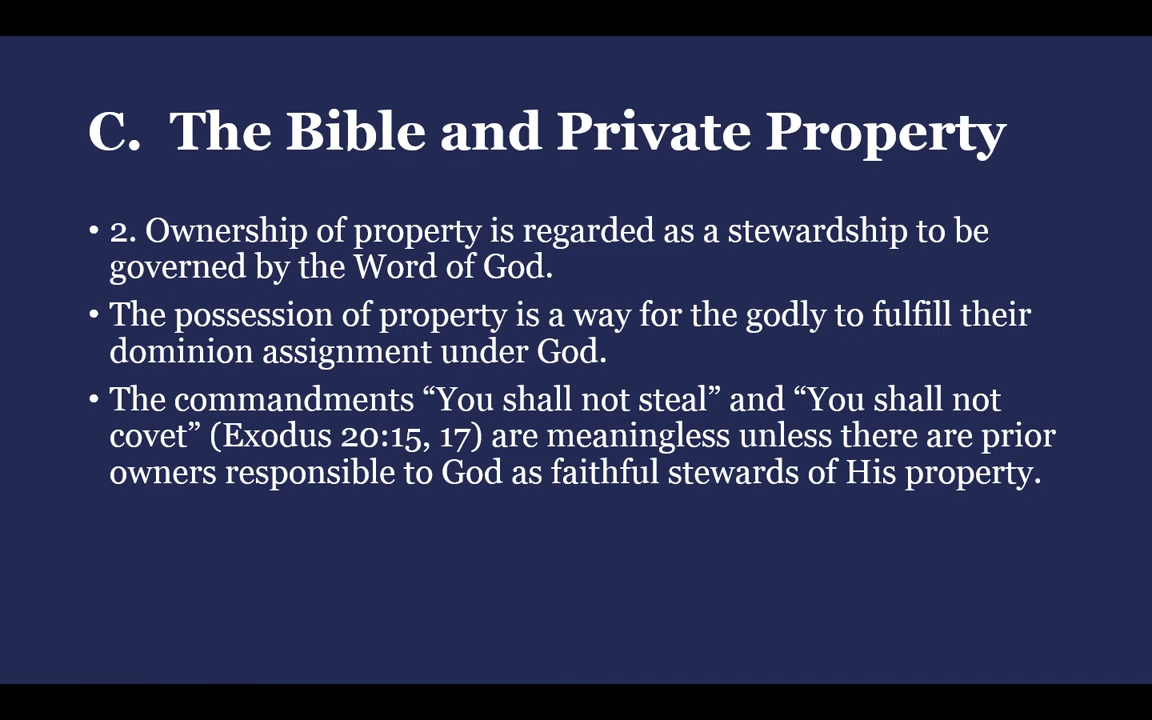 C. The Bible and Private Property
• 2. Ownership of property is regarded as a stewardship to be
governed by the Word of God.
• The possession of property is a way for the godly to fulfill their
dominion assignment under God.
• The commandments “You shall not steal” and “You shall not
covet” (Exodus 20:15, 17) are meaningless unless there are prior
owners responsible to God as faithful stewards of His property.